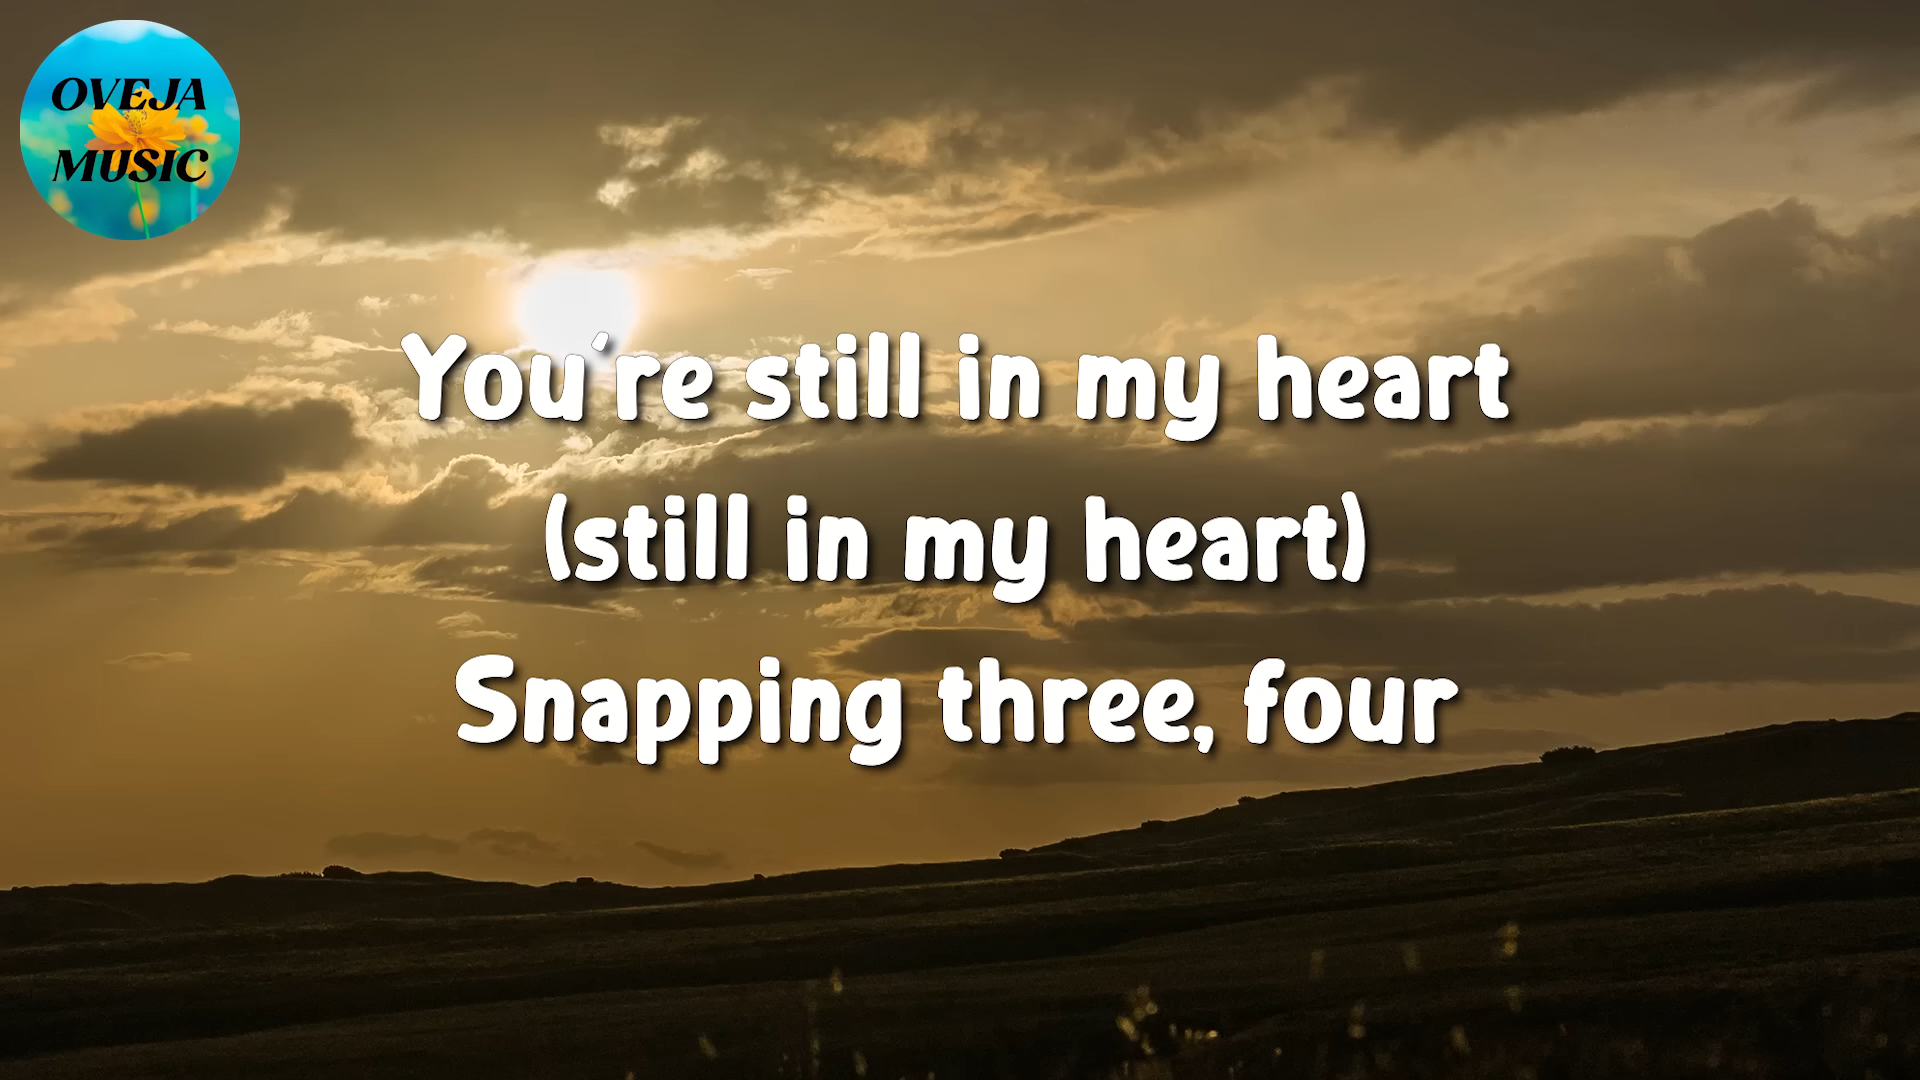 OVEJA
MUSIC
You're still in my heart
(still in my heart)
Snapping three, four